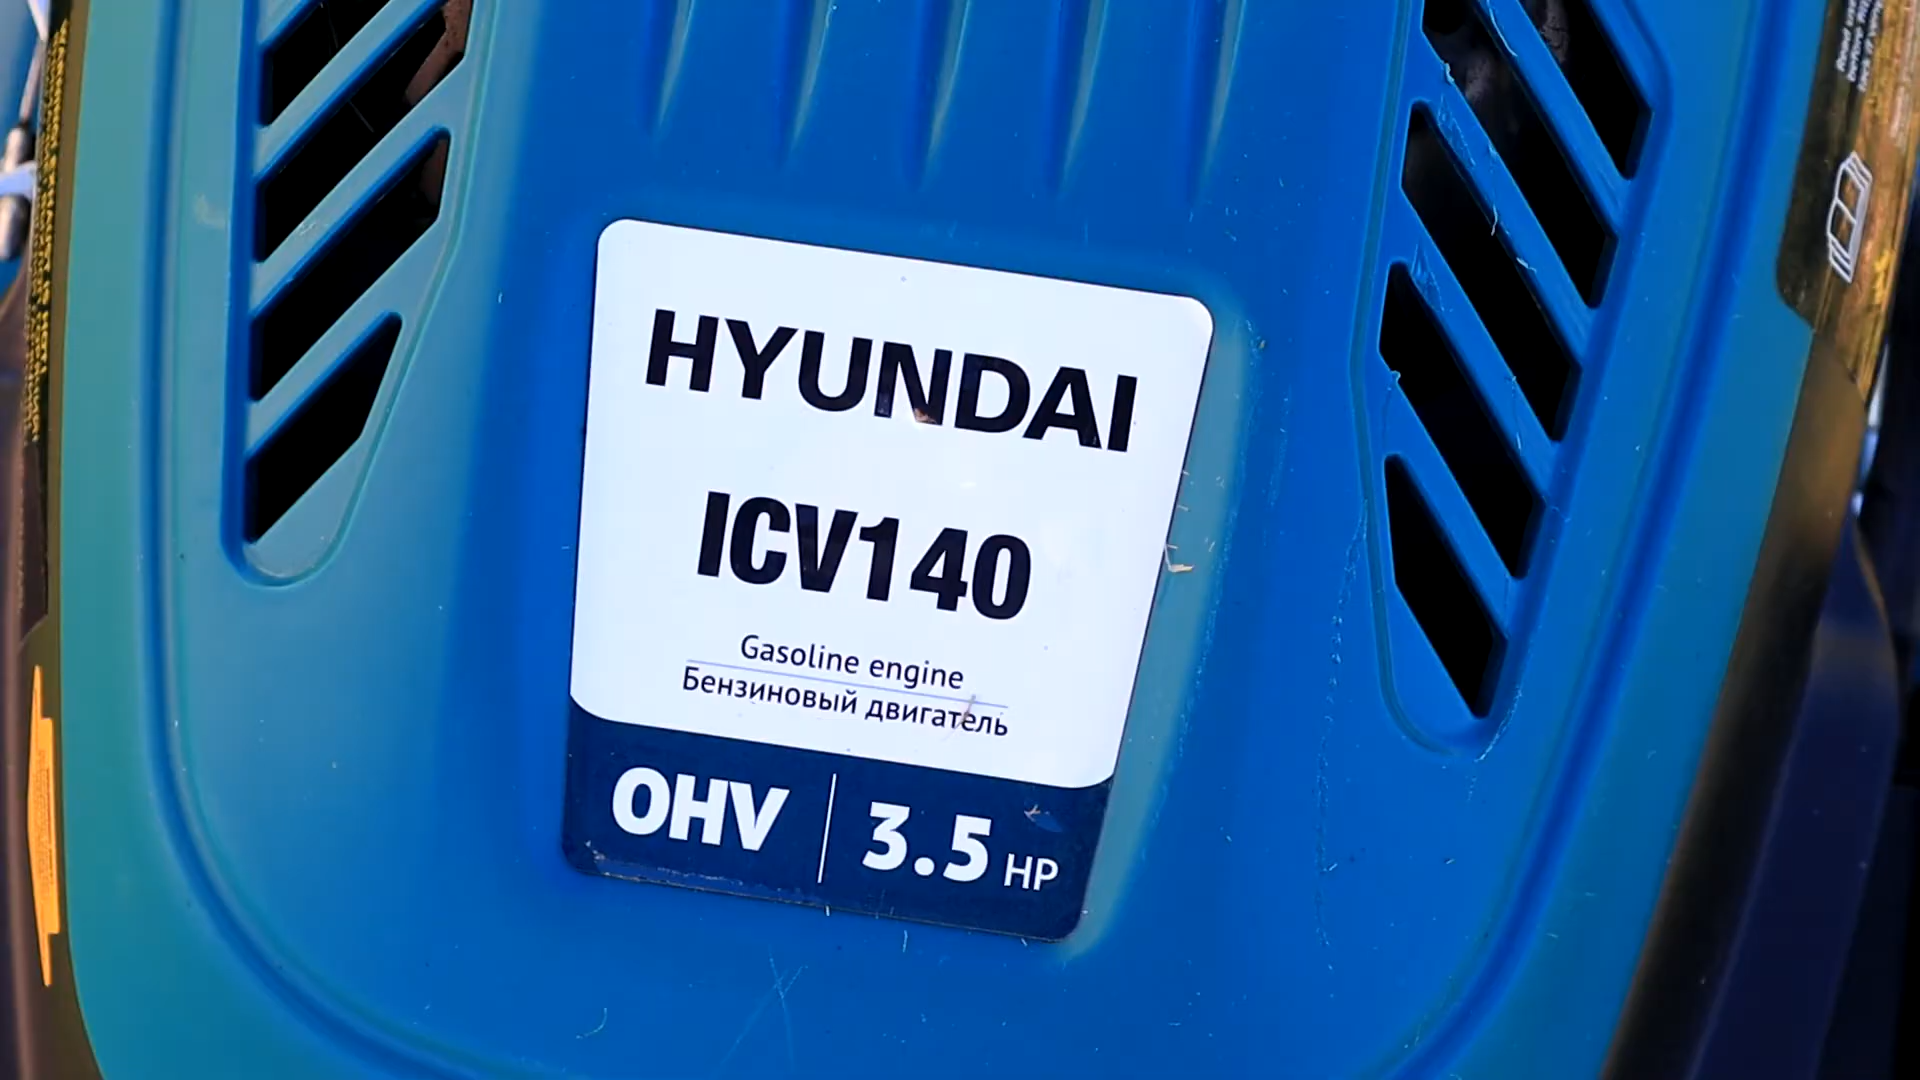 HYUNDAI
ICV140
Gasoline engine
Бензиновый двигатель
OHV | 3.5 HP